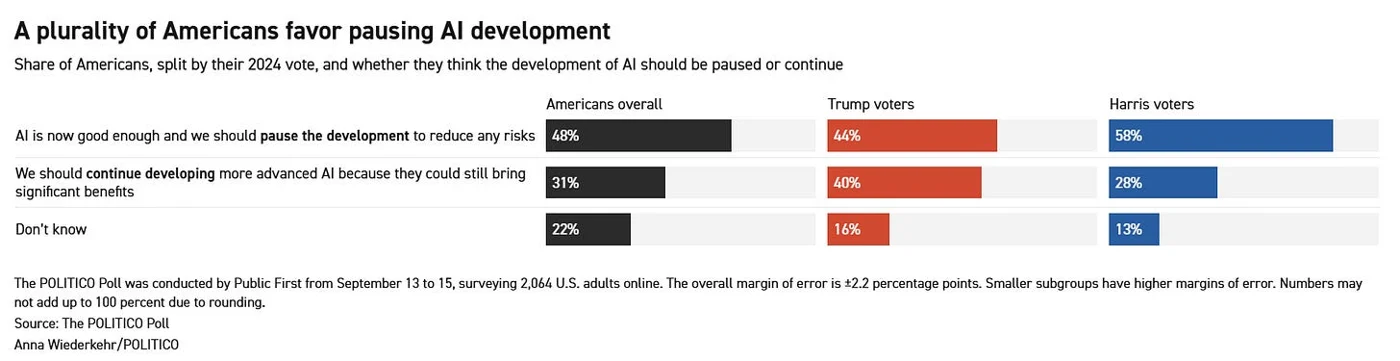 A plurality of Americans favor pausing AI development
Share of Americans, split by their 2024 vote, and whether they think the development of AI should be paused or continue
Americans overall
Trump voters
Harris voters
AI is now good enough and we should pause the development to reduce any risks
48%
44%
58%
We should continue developing more advanced AI because they could still bring
significant benefits
31%
40%
28%
Don't know
22%
16%
13%
The POLITICO Poll was conducted by Public First from September 13 to 15, surveying 2,064 U.S. adults online. The overall margin of error is ±2.2 percentage points. Smaller subgroups have higher margins of error. Numbers may
not add up to 100 percent due to rounding.
Source: The POLITICO Poll
Anna Wiederkehr/POLITICO